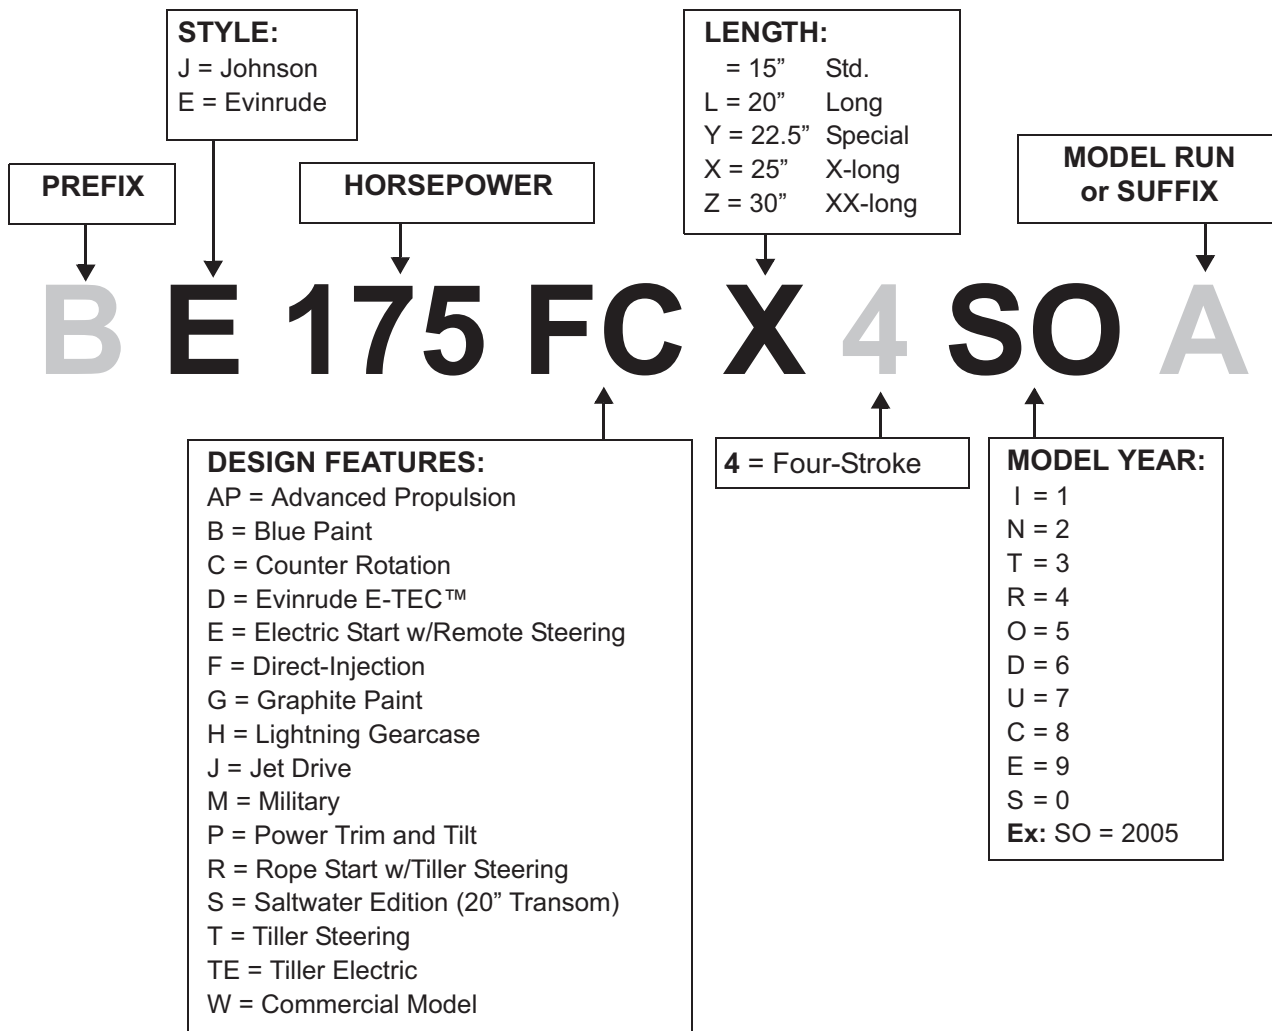 STYLE:
J = Johnson
E = Evinrude
LENGTH:
= 15” Std.
L = 20” Long
Y = 22.5” Special
X = 25” X-long
Z = 30” XX-long
PREFIX
HORSEPOWER
MODEL RUN
or SUFFIX
B E 175 FC X 4 SO A
DESIGN FEATURES:
AP = Advanced Propulsion
B = Blue Paint
C = Counter Rotation
D = Evinrude E-TEC™
E = Electric Start w/Remote Steering
F = Direct-Injection
G = Graphite Paint
H = Lightning Gearcase
J = Jet Drive
M = Military
P = Power Trim and Tilt
R = Rope Start w/Tiller Steering
S = Saltwater Edition (20” Transom)
T = Tiller Steering
TE = Tiller Electric
W = Commercial Model
4 = Four-Stroke
MODEL YEAR:
I = 1
N = 2
T = 3
R = 4
O = 5
D = 6
U = 7
C = 8
E = 9
S = 0
Ex: SO = 2005